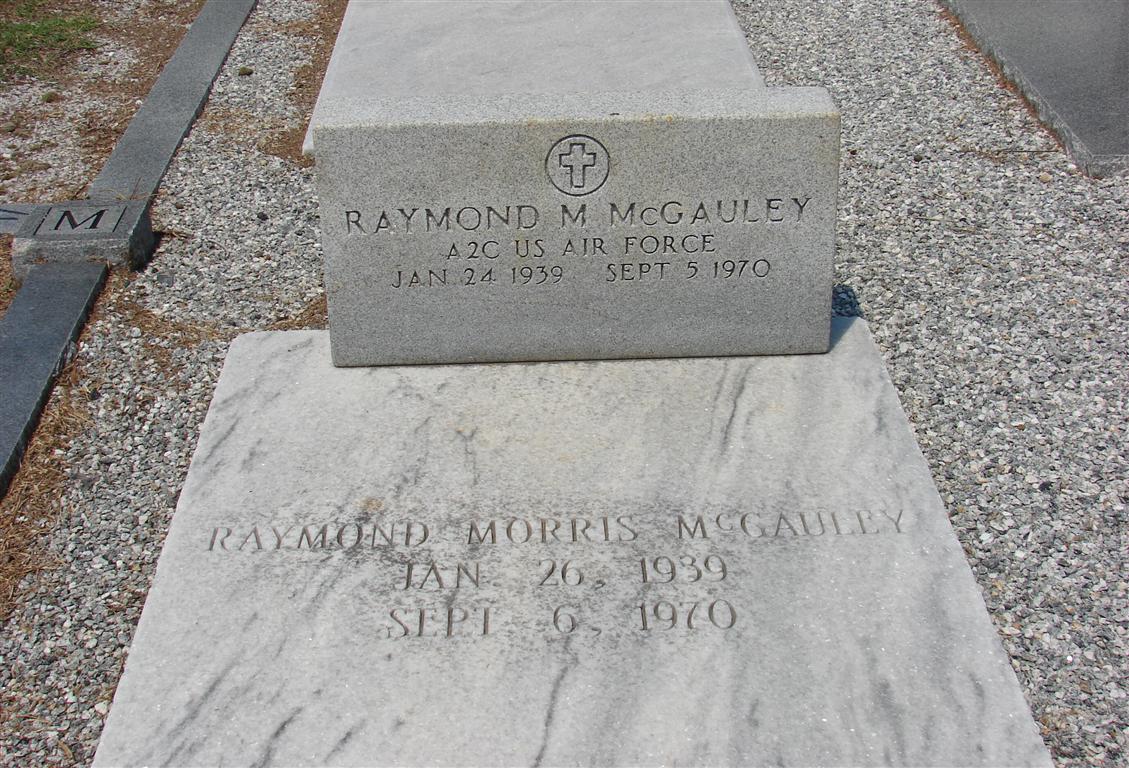 M
RAYMOND M McGAULEY
A2C US AIR FORCE
JAN 24 1939 SEPT 5 1970
RAYMOND MORRIS McGAULEY
JAN 26, 1939
SEPT 6, 1970